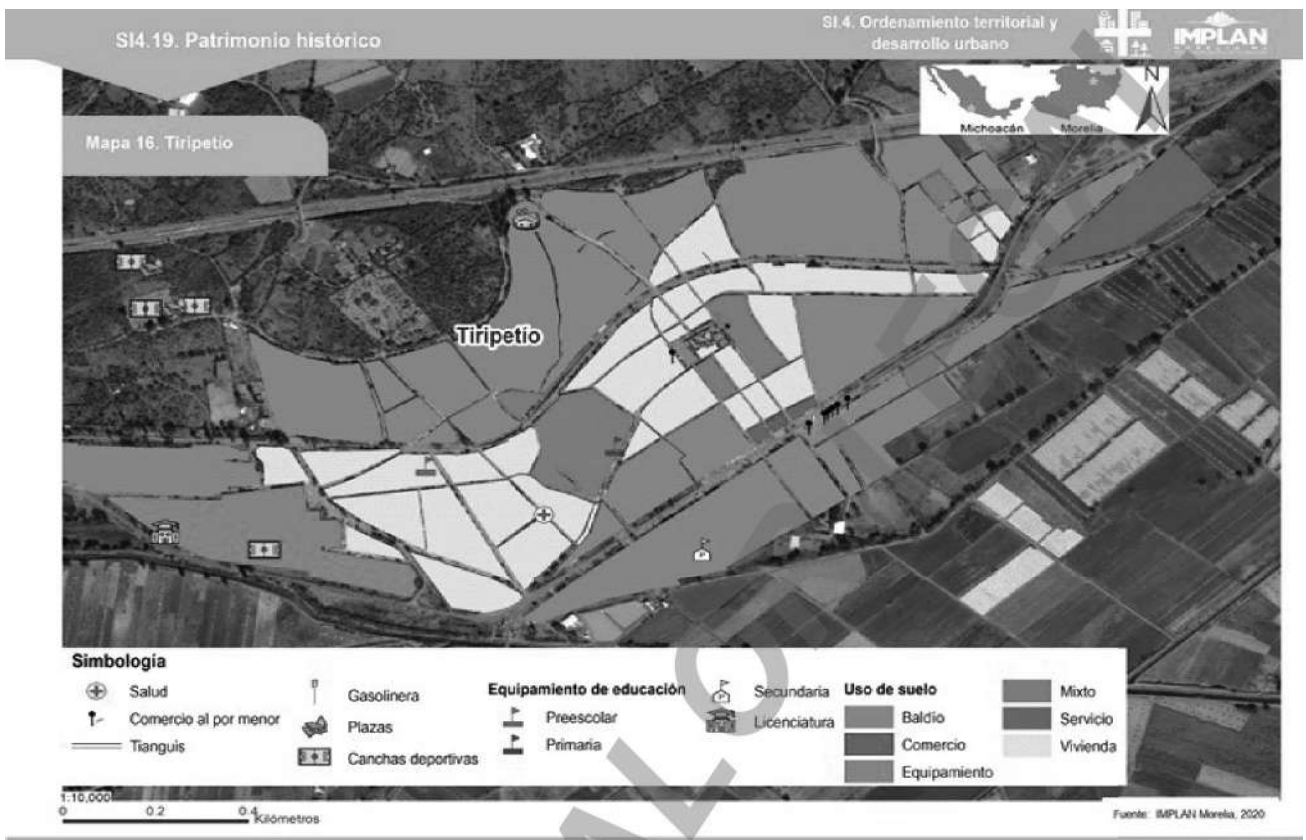 SI4.19. Patrimonio histórico
SI.4. Ordenamiento territorial y
desarrollo urbano
IMPLAN
Mapa 16. Tiripetío
N
Michoacán
Morelia
Tiripetío
Simbología
Salud
Comercio al por menor
Tianguis
Gasolinera
Plazas
Canchas deportivas
Equipamiento de educación
Preescolar
Primaria
Secundaria
Licenciatura
Uso de suelo
Baldío
Comercio
Equipamiento
Mixto
Servicio
Vivienda
1:10,000
0 0.2 0.4
Kilómetros
Fuente: IMPLAN Morelia, 2020